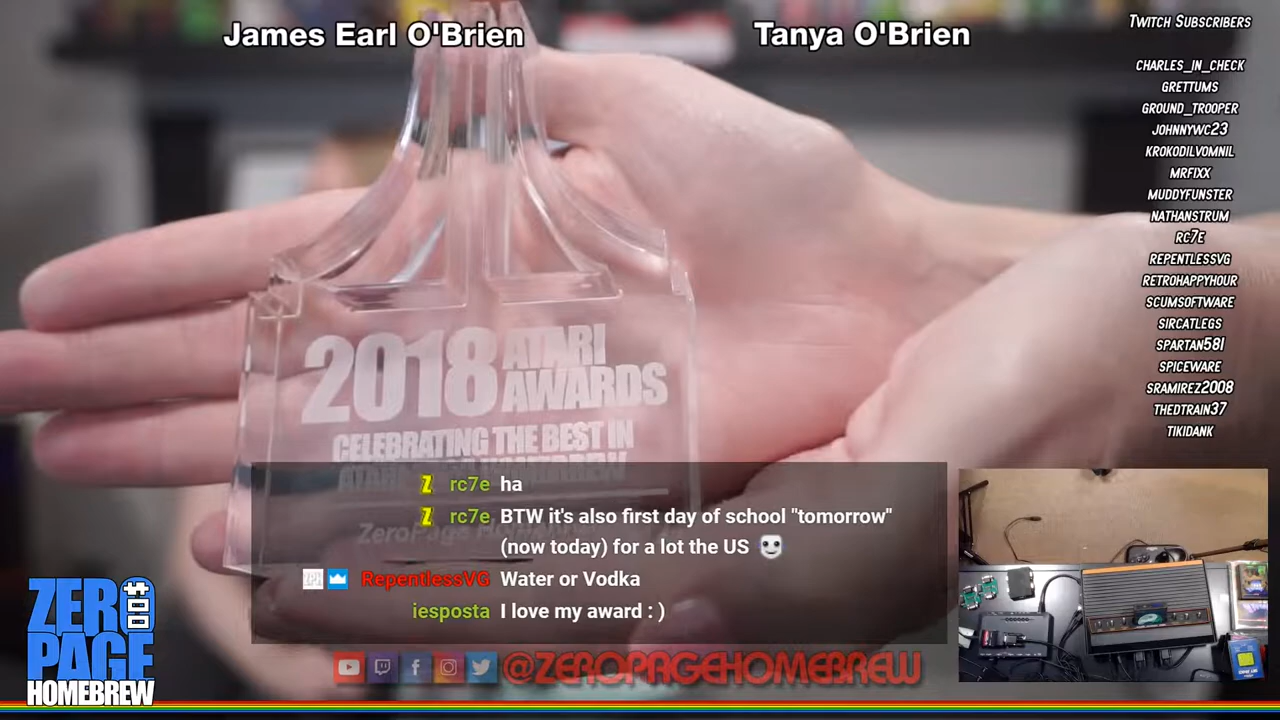 James Earl O'Brien
Tanya O'Brien
TWITCH SUBSCRIBERS
CHARLES_IN_CHECK
GRETTUMS
GROUND_TROOPER
JOHNNYWC23
KROKODILVOMNIL
MRFIXX
MUDDYFUNSTER
NATHANSTRUM
RC7E
REPENTLESSVG
RETROHAPPYHOUR
SCUMSOFTWARE
SIRCATLEGS
SPARTAN581
SPICEWARE
SRAMIREZ2008
THEDTRAIN37
TIKIDANK
2018 ATARI
AWARDS
CELEBRATING THE BEST IN
ZeroPage
rc7e ha
rc7e BTW it's also first day of school "tomorrow"
(now today) for a lot the US
RepentlessVG Water or Vodka
iesposta I love my award : )
ZERO
PAGE
HOMEBREW
@ZEROPAGEHOMEBREW